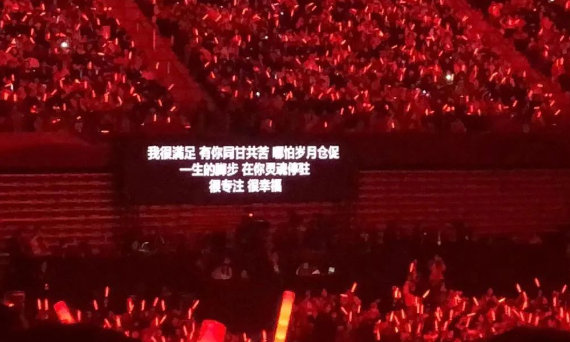 我很满足 有你同甘共苦 哪怕岁月仓促
一生的脚步 在你灵魂停驻
很专注 很幸福